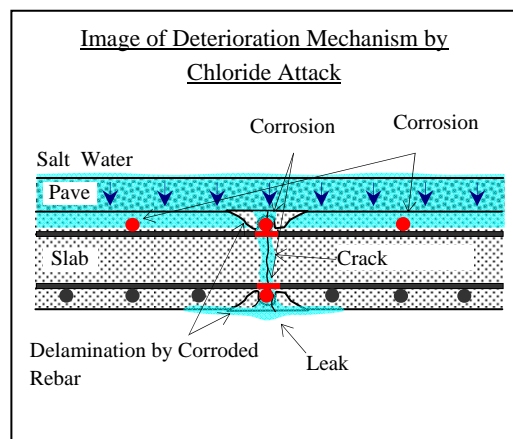 Image of Deterioration Mechanism by
Chloride Attack
Corrosion
Corrosion
Salt Water
Pave
Slab
Crack
Delamination by Corroded
Rebar
Leak